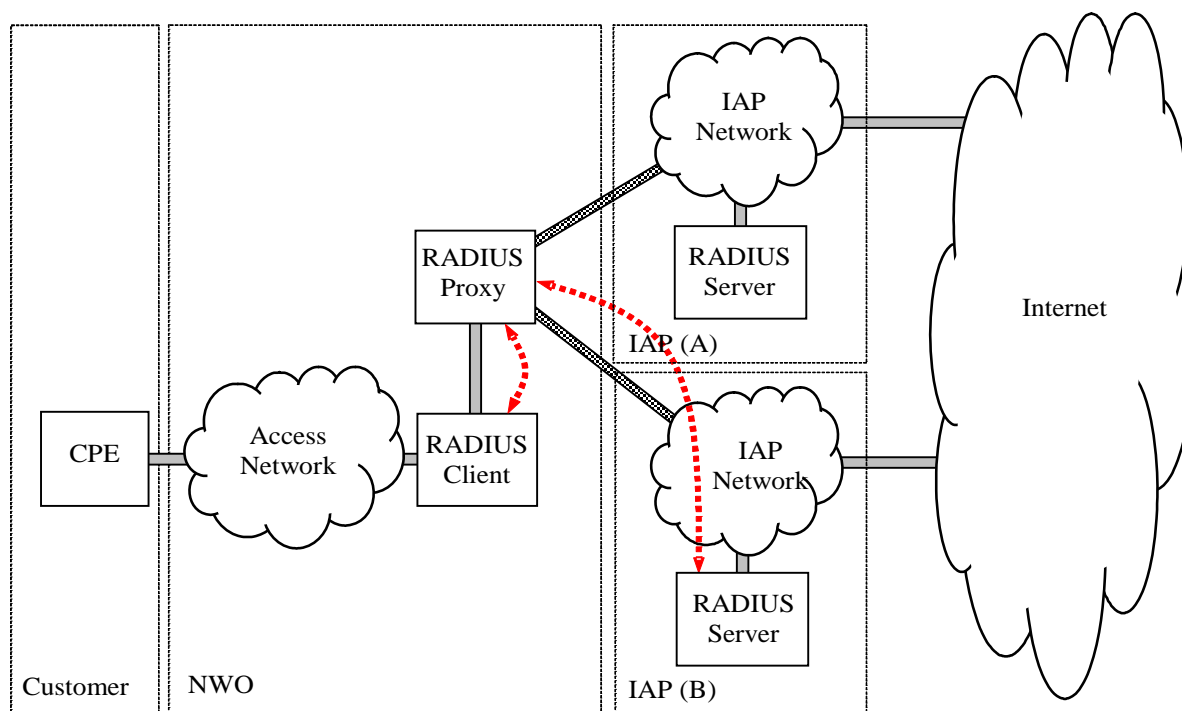 IAP
Network
RADIUS
Server
IAP (A)
RADIUS
Proxy
Internet
CPE
Access
Network
RADIUS
Client
IAP
Network
RADIUS
Server
Customer
NWO
IAP (B)